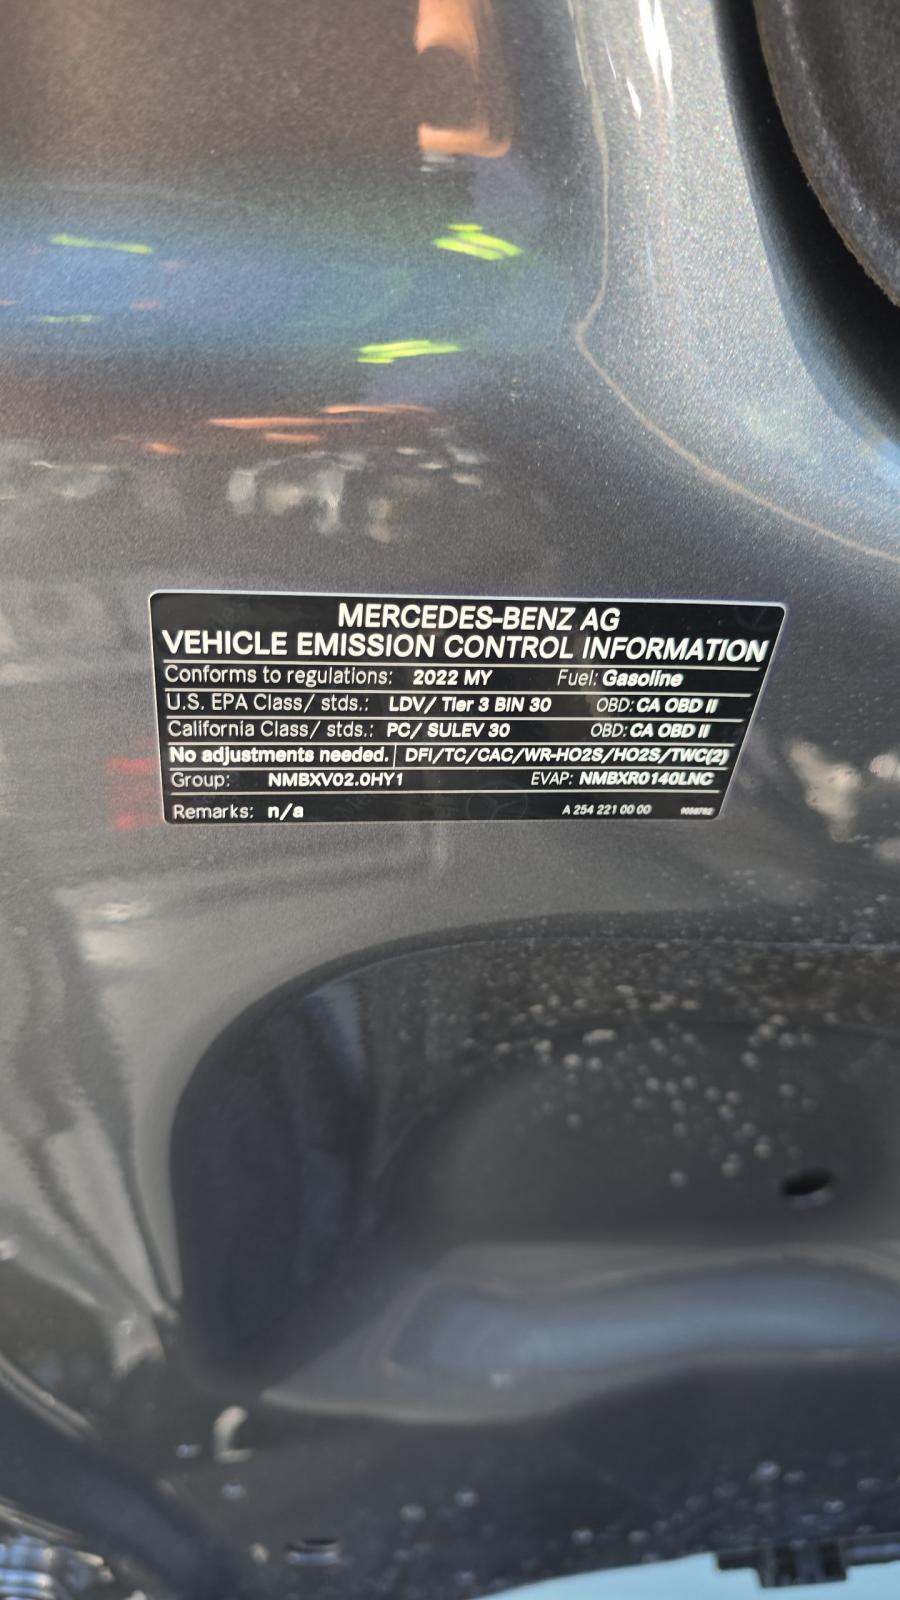 MERCEDES-BENZ AG
VEHICLE EMISSION CONTROL INFORMATION
Conforms to regulations: 2022 MY Fuel: Gasoline
U.S. EPA Class/ stds.: LDV/ Tier 3 BIN 30 OBD: CA OBD II
California Class/ stds.: PC/ SULEV 30 OBD: CA OBD II
No adjustments needed. DFI/TC/CAC/WR-HO2S/HO2S/TWC(2)
Group: NMBXV02.0HY1 EVAP: NMBXR0140LNC
Remarks: n/a A 254 221 00 00